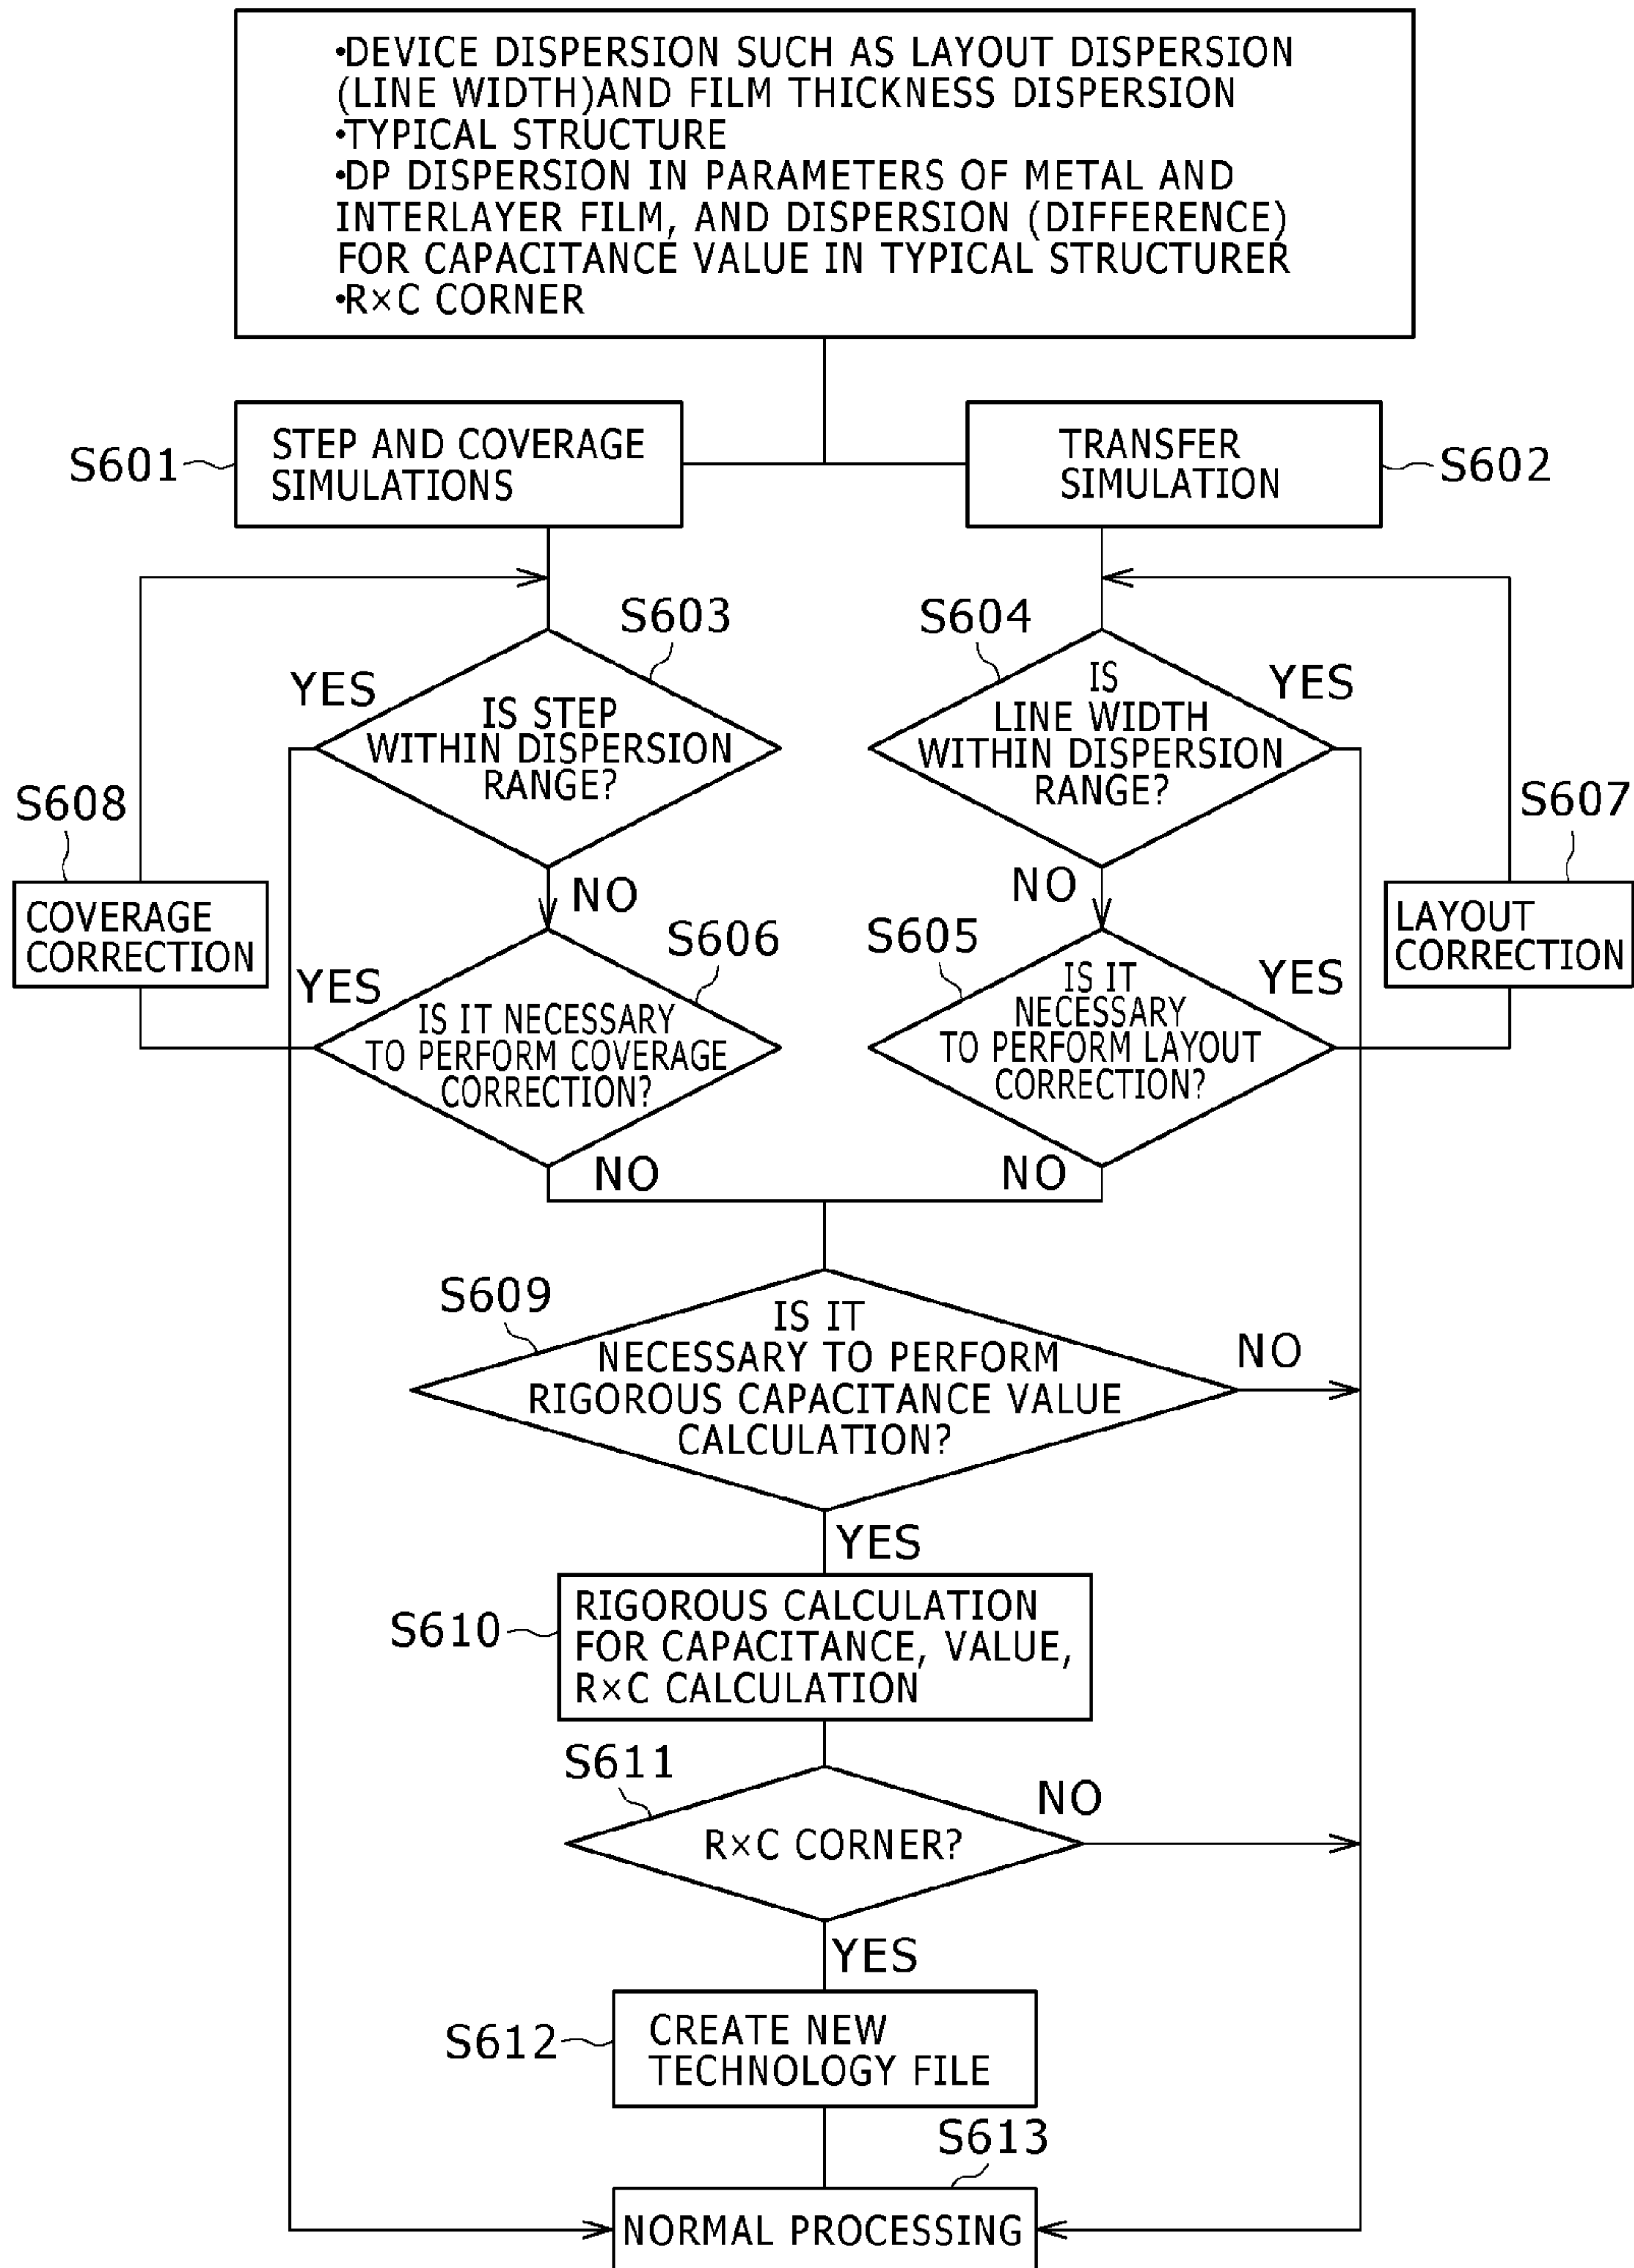 •DEVICE DISPERSION SUCH AS LAYOUT DISPERSION
(LINE WIDTH)AND FILM THICKNESS DISPERSION
•TYPICAL STRUCTURE
•DP DISPERSION IN PARAMETERS OF METAL AND
INTERLAYER FILM, AND DISPERSION (DIFFERENCE)
FOR CAPACITANCE VALUE IN TYPICAL STRUCTURER
•R×C CORNER
S601
STEP AND COVERAGE
SIMULATIONS
TRANSFER
SIMULATION
S602
S603
YES
IS STEP
WITHIN DISPERSION
RANGE?
NO
S604
YES
IS
LINE WIDTH
WITHIN DISPERSION
RANGE?
NO
S608
COVERAGE
CORRECTION
S607
LAYOUT
CORRECTION
S606
YES
IS IT NECESSARY
TO PERFORM COVERAGE
CORRECTION?
NO
S605
YES
IS IT
NECESSARY
TO PERFORM LAYOUT
CORRECTION?
NO
S609
IS IT
NECESSARY TO PERFORM
RIGOROUS CAPACITANCE VALUE
CALCULATION?
NO
YES
S610
RIGOROUS CALCULATION
FOR CAPACITANCE, VALUE,
R×C CALCULATION
S611
R×C CORNER?
NO
YES
S612
CREATE NEW
TECHNOLOGY FILE
S613
NORMAL PROCESSING